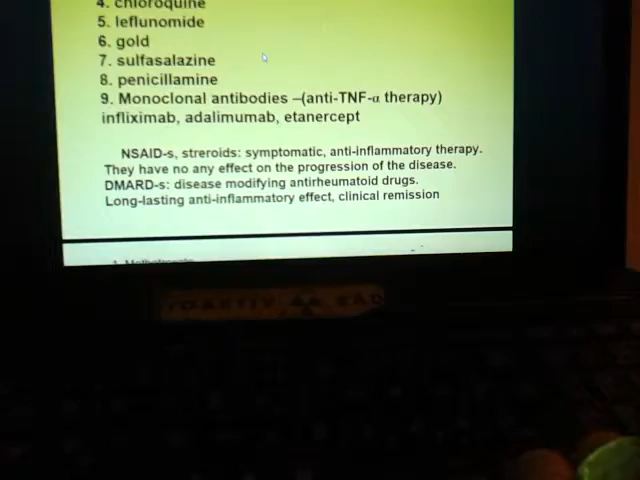 4. chloroquine
5. leflunomide
6. gold
7. sulfasalazine
8. penicillamine
9. Monoclonal antibodies –(anti-TNF-α therapy)
infliximab, adalimumab, etanercept
NSAID-s, streroids: symptomatic, anti-inflammatory therapy.
They have no any effect on the progression of the disease.
DMARD-s: disease modifying antirheumatoid drugs.
Long-lasting anti-inflammatory effect, clinical remission